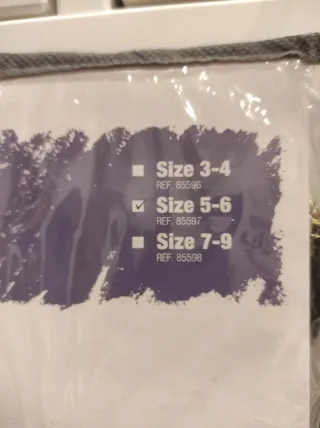 Size 3-4
REF. 85596
Size 5-6
REF. 85597
Size 7-9
REF. 85598